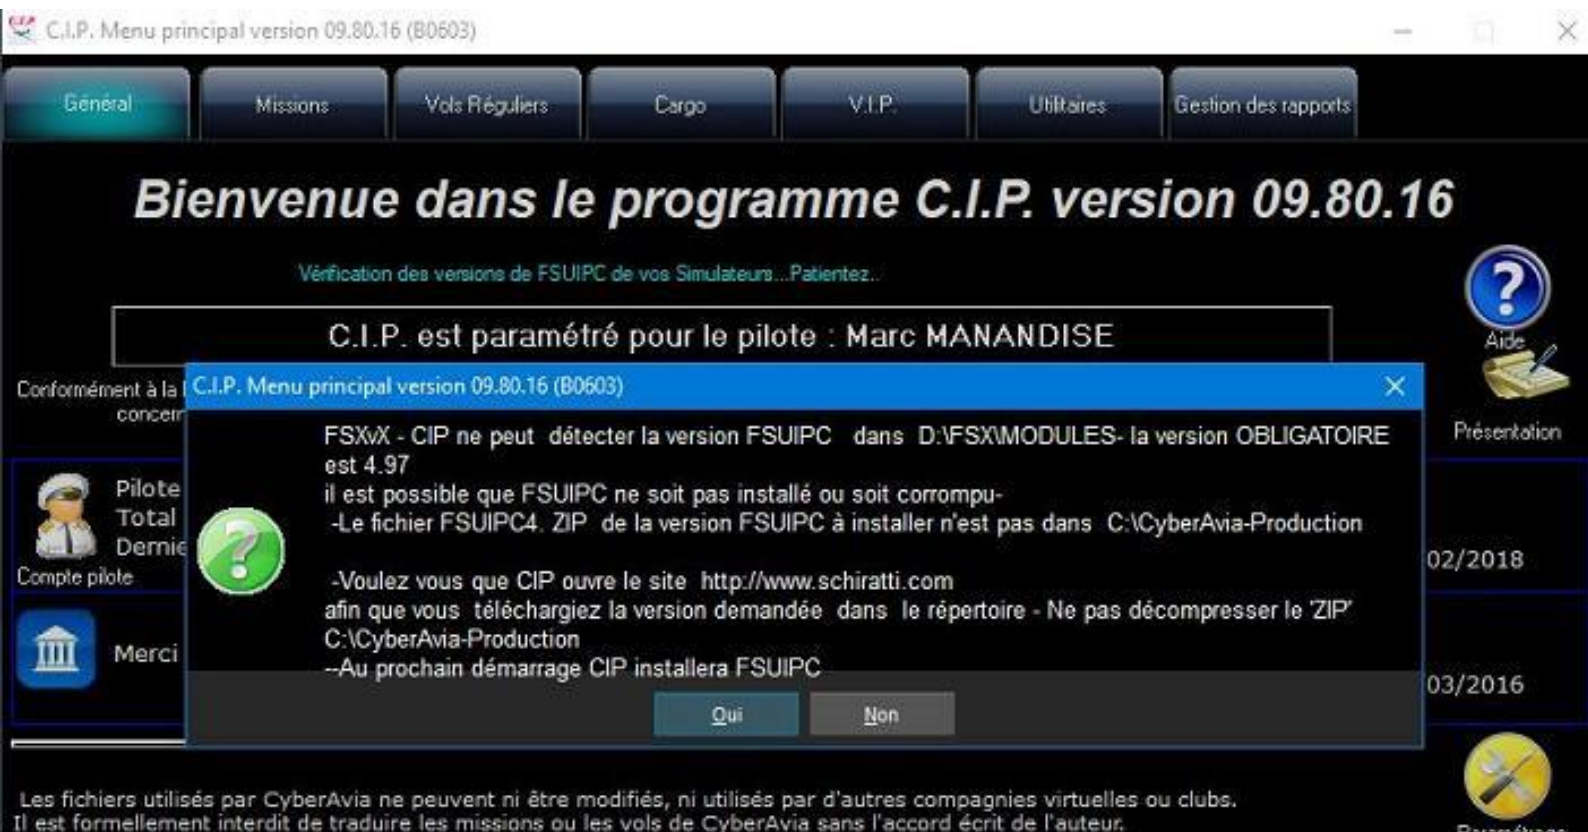 C.I.P. Menu principal version 09.80.16 (B0603)
Général Missions Vols Réguliers Cargo V.I.P. Utilitaires Gestion des rapports
Bienvenue dans le programme C.I.P. version 09.80.16
Vérification des versions de FSUIPC de vos Simulateurs...Patientez..
C.I.P. est paramétré pour le pilote : Marc MANANDISE
Aide
Conformément à la
concern
Présentation
C.I.P. Menu principal version 09.80.16 (B0603)
FSXvX - CIP ne peut détecter la version FSUIPC dans D:\FSX\MODULES- la version OBLIGATOIRE
est 4.97
il est possible que FSUIPC ne soit pas installé ou soit corrompu-
-Le fichier FSUIPC4. ZIP de la version FSUIPC à installer n'est pas dans C:\CyberAvia-Production
-Voulez vous que CIP ouvre le site http://www.schiratti.com
afin que vous téléchargiez la version demandée dans le répertoire - Ne pas décompresser le 'ZIP'
C:\CyberAvia-Production
--Au prochain démarrage CIP installera FSUIPC
Oui Non
Pilote
Total
Dernie
Compte pilote
02/2018
Merci
03/2016
Les fichiers utilisés par CyberAvia ne peuvent ni être modifiés, ni utilisés par d'autres compagnies virtuelles ou clubs.
Il est formellement interdit de traduire les missions ou les vols de CyberAvia sans l'accord écrit de l'auteur.